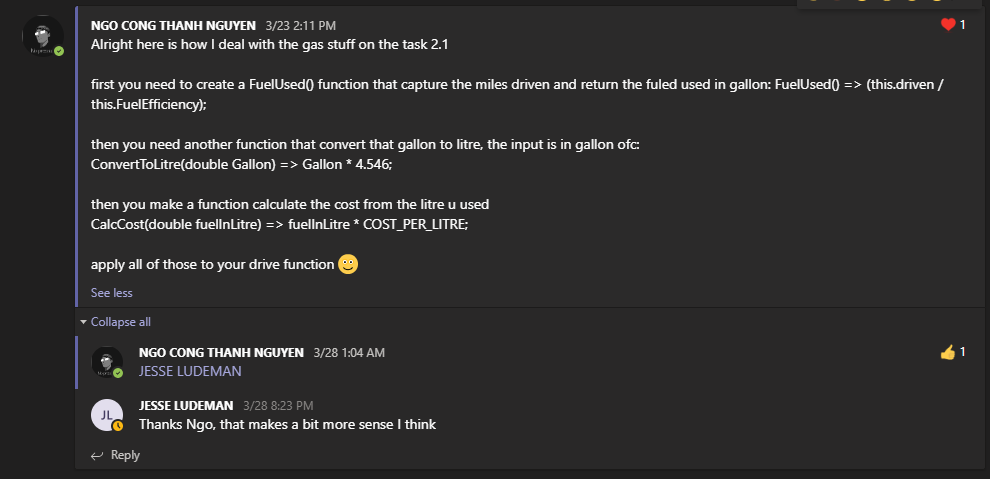 NGO CONG THANH NGUYEN 3/23 2:11 PM 1
Alright here is how I deal with the gas stuff on the task 2.1
first you need to create a FuelUsed() function that capture the miles driven and return the fuled used in gallon: FuelUsed() => (this.driven /
this.FuelEfficiency);
then you need another function that convert that gallon to litre, the input is in gallon ofc:
ConvertToLitre(double Gallon) => Gallon * 4.546;
then you make a function calculate the cost from the litre u used
CalcCost(double fuelInLitre) => fuelInLitre * COST_PER_LITRE;
apply all of those to your drive function 🙂
See less
Collapse all
NGO CONG THANH NGUYEN 3/28 1:04 AM 1
JESSE LUDEMAN
JL
JESSE LUDEMAN 3/28 8:23 PM
Thanks Ngo, that makes a bit more sense I think
Reply